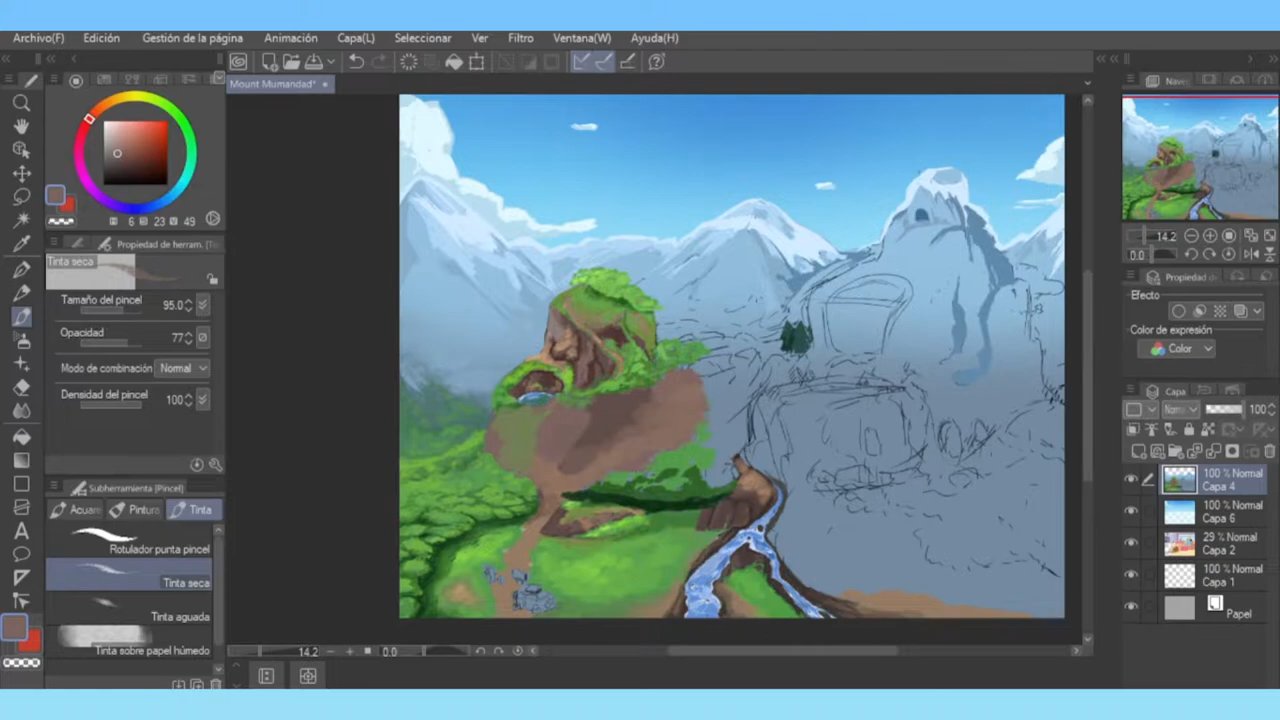 Archivo(F) Edición Gestión de la página Animación Capa(L) Seleccionar Ver Filtro Ventana(W) Ayuda(H)
Mount Mumandad*
6 23 49
Propiedad de herram.
Tinta seca
Tamaño del pincel 95.0
Opacidad 77
Modo de combinación Normal
Densidad del pincel 100
Subherramienta (Pincel)
Pintura Tinta
Rotulador punta pincel
Tinta seca
Tinta aguada
Tinta sobre papel húmedo
14.2 0.0
14.2
0.0
Efecto
Color de expresión
Color
Capa
100
100 % Normal
Capa 4
100 % Normal
Capa 6
29 % Normal
Capa 2
100 % Normal
Capa 1
Papel